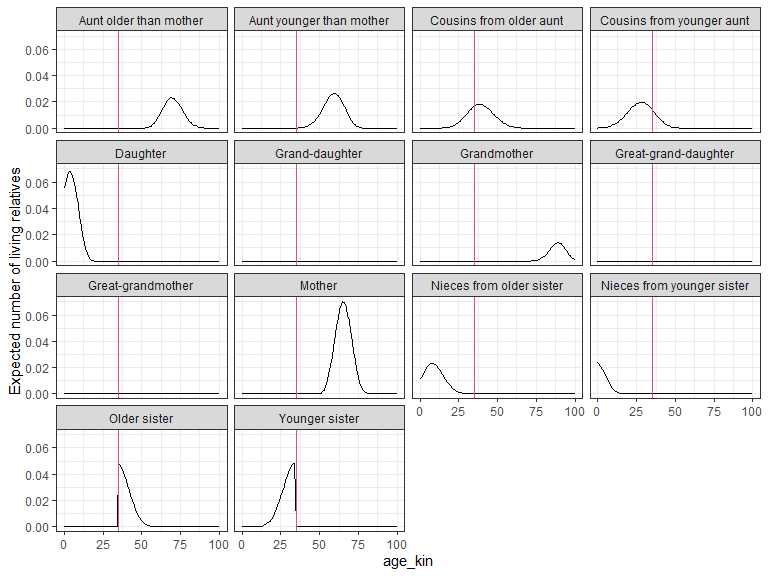 Aunt older than mother
Aunt younger than mother
Cousins from older aunt
Cousins from younger aunt
0.06
0.04
0.02
0.00
Daughter
Grand-daughter
Grandmother
Great-grand-daughter
0.06
0.04
0.02
0.00
Great-grandmother
Mother
Nieces from older sister
Nieces from younger sister
0.06
0.04
0.02
0.00
0 25 50 75 100
0 25 50 75 100
Older sister
Younger sister
0.06
0.04
0.02
0.00
0 25 50 75 100
0 25 50 75 100
Expected number of living relatives
age_kin